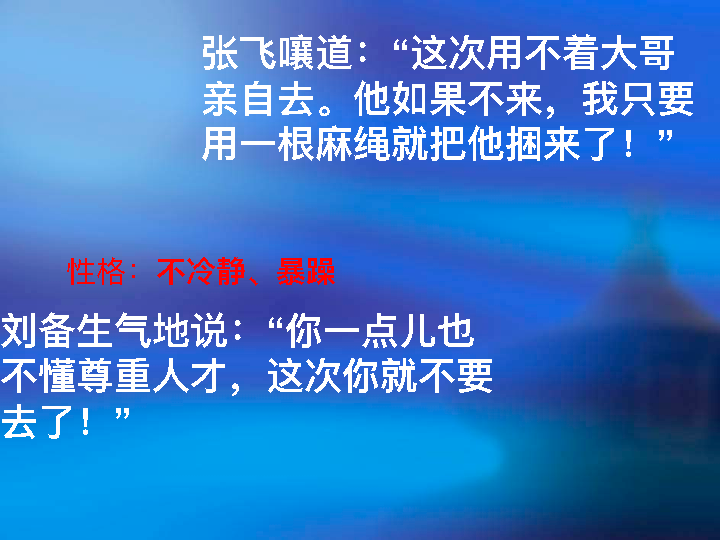 张飞嚷道：“这次用不着大哥
亲自去。他如果不来，我只要
用一根麻绳就把他捆来了！”
性格：不冷静、暴躁
刘备生气地说：“你一点儿也
不懂尊重人才，这次你就不要
去了！”